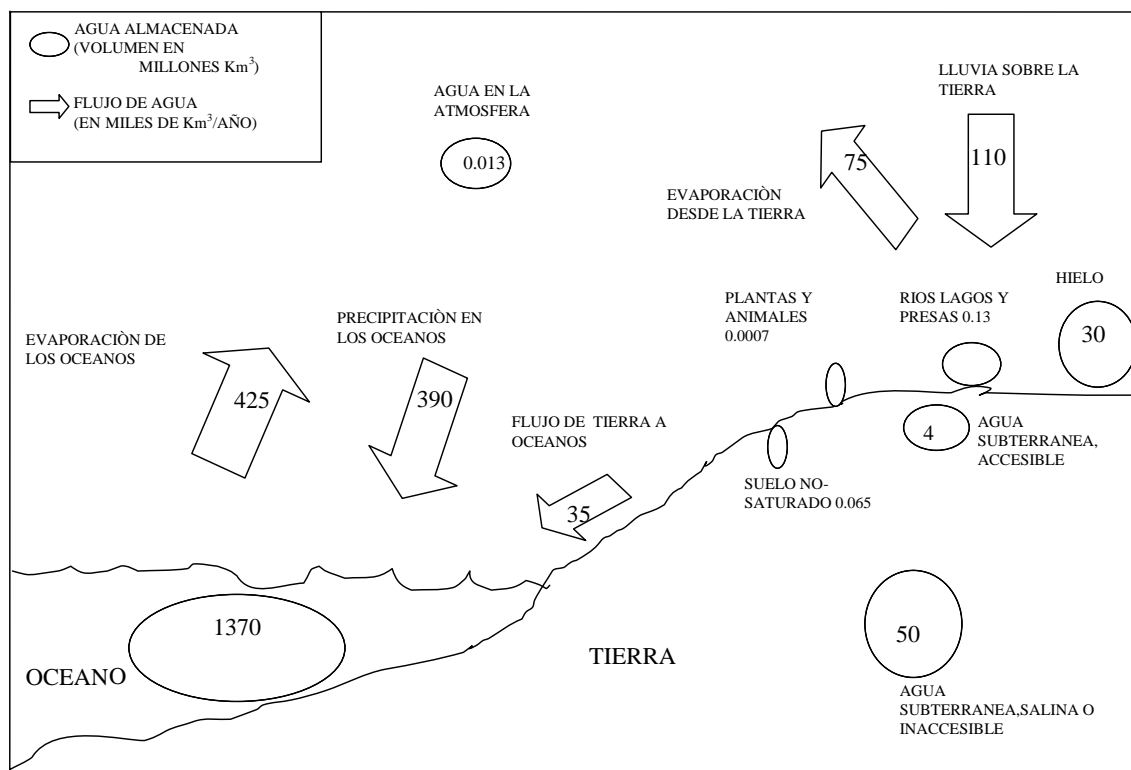 AGUA ALMACENADA
(VOLUMEN EN
MILLONES Km³)
FLUJO DE AGUA
(EN MILES DE Km³/AÑO)
AGUA EN LA
ATMOSFERA
0.013
LLUVIA SOBRE LA
TIERRA
110
75
EVAPORACIÒN
DESDE LA TIERRA
HIELO
30
PLANTAS Y
ANIMALES
0.0007
RIOS LAGOS Y
PRESAS 0.13
EVAPORACIÒN DE
LOS OCEANOS
425
PRECIPITACIÒN EN
LOS OCEANOS
390
FLUJO DE TIERRA A
OCEANOS
35
4
AGUA
SUBTERRANEA,
ACCESIBLE
SUELO NO-
SATURADO 0.065
1370
OCEANO
TIERRA
50
AGUA
SUBTERRANEA,SALINA O
INACCESIBLE